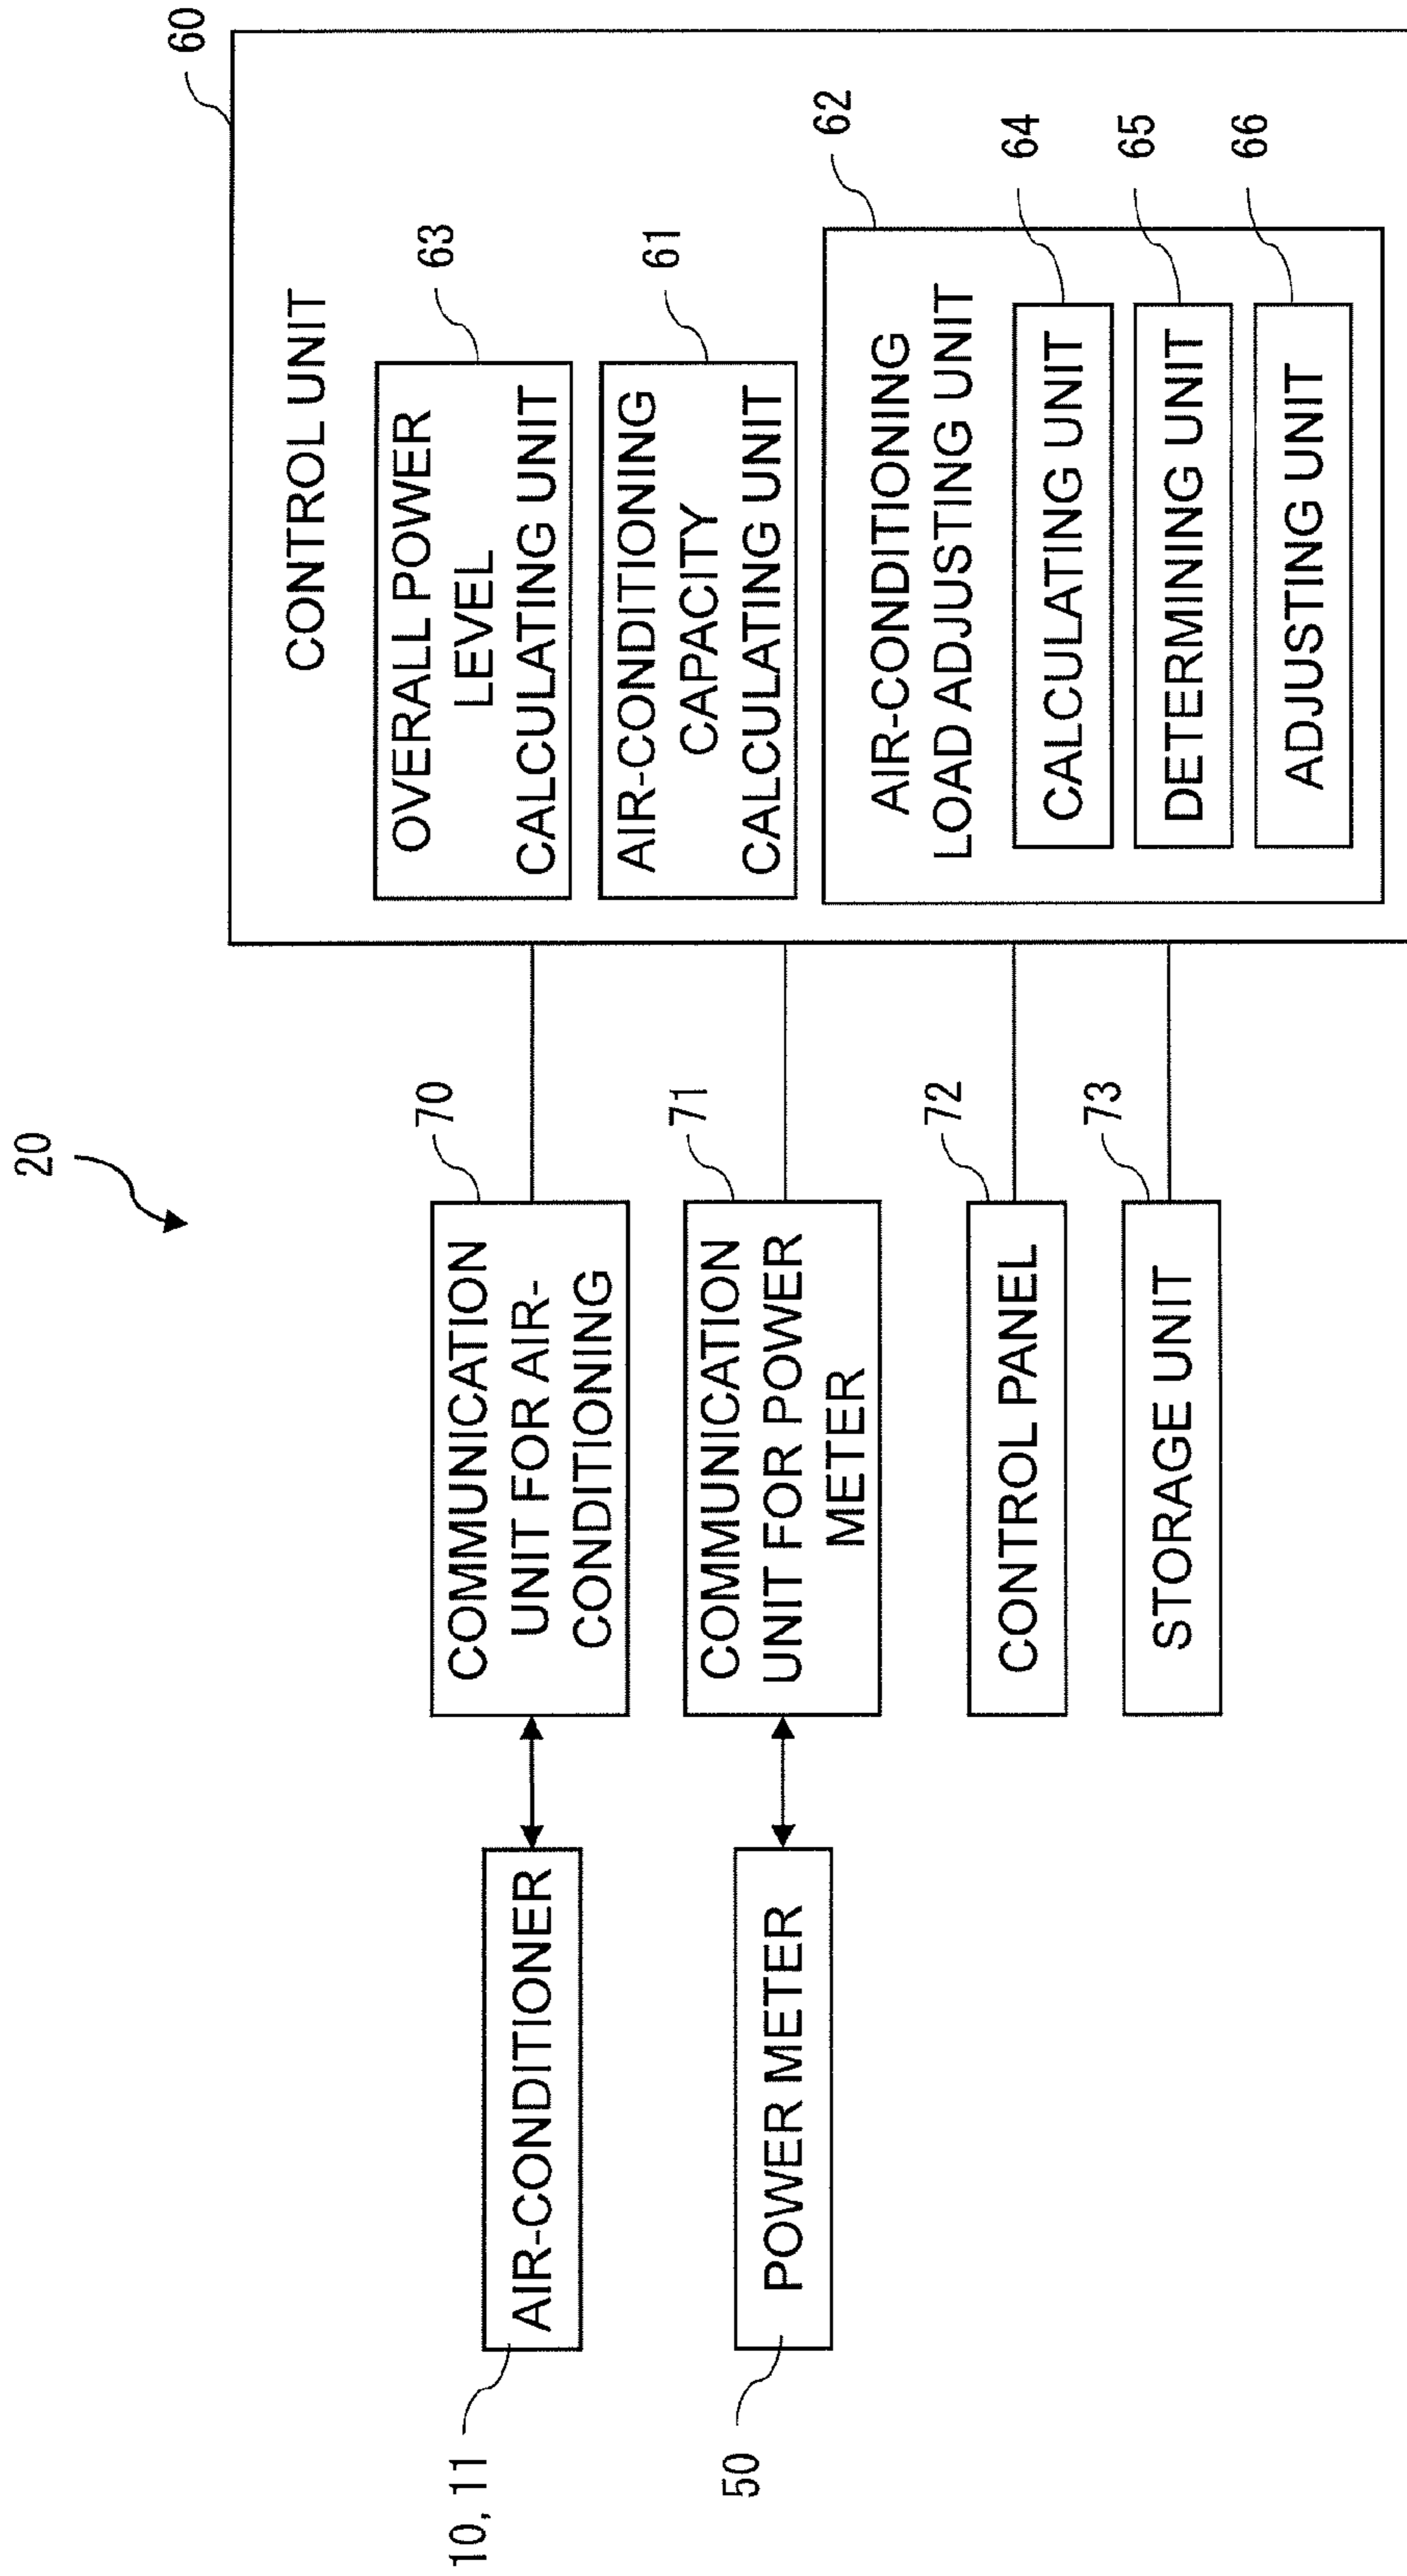 20
10, 11
AIR-CONDITIONER
50
POWER METER
70
COMMUNICATION
UNIT FOR AIR-
CONDITIONING
71
COMMUNICATION
UNIT FOR POWER
METER
72
CONTROL PANEL
73
STORAGE UNIT
60
CONTROL UNIT
63
OVERALL POWER
LEVEL
CALCULATING UNIT
61
AIR-CONDITIONING
CAPACITY
CALCULATING UNIT
62
AIR-CONDITIONING
LOAD ADJUSTING UNIT
64
CALCULATING UNIT
65
DETERMINING UNIT
66
ADJUSTING UNIT